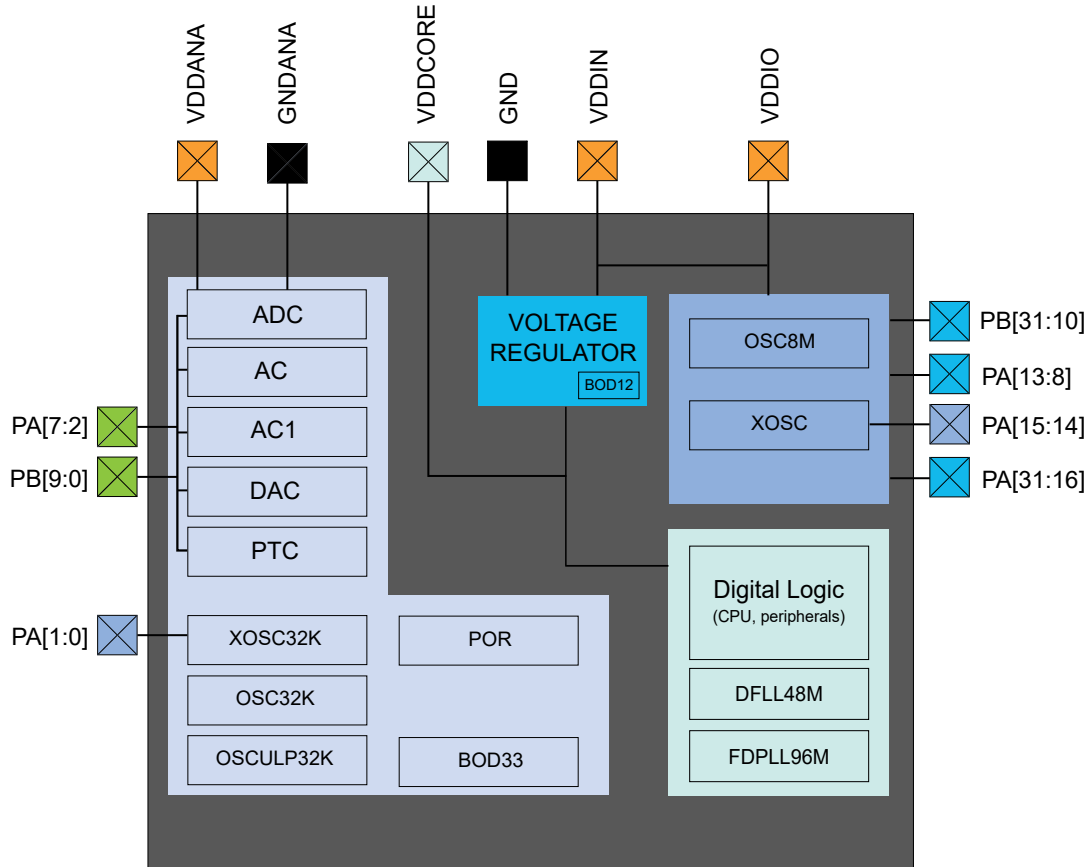 VDDANA
GNDANA
VDDCORE
GND
VDDIN
VDDIO
ADC
AC
AC1
DAC
PTC
PA[7:2]
PB[9:0]
PA[1:0]
XOSC32K
OSC32K
OSCULP32K
POR
BOD33
VOLTAGE
REGULATOR
BOD12
OSC8M
XOSC
PB[31:10]
PA[13:8]
PA[15:14]
PA[31:16]
Digital Logic
(CPU, peripherals)
DFLL48M
FDPLL96M